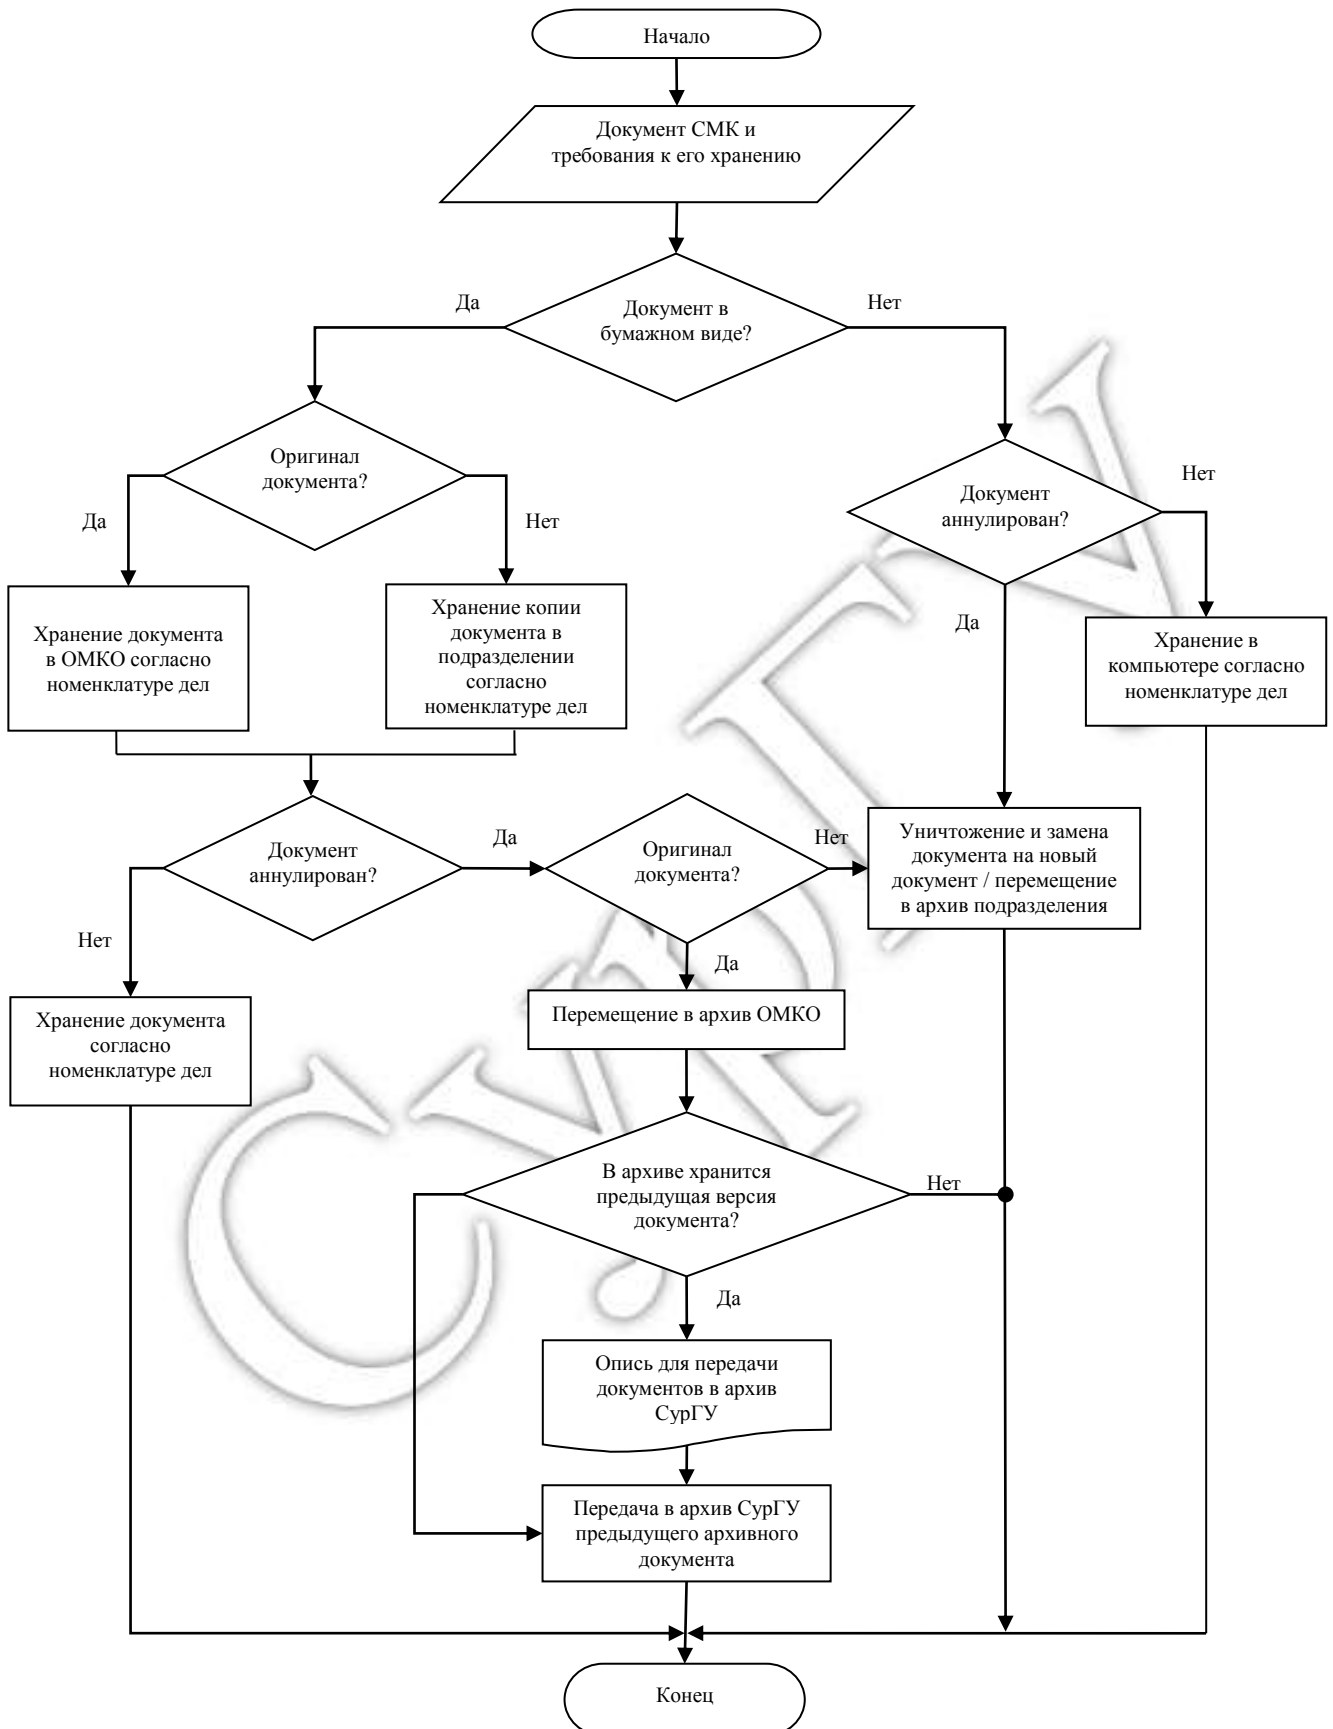 Начало
Документ СМК и
требования к его хранению
Да
Документ в
бумажном виде?
Нет
Оригинал
документа?
Да
Нет
Документ
аннулирован?
Нет
Да
Хранение документа
в ОМКО согласно
номенклатуре дел
Хранение копии
документа в
подразделении
согласно
номенклатуре дел
Хранение в
компьютере согласно
номенклатуре дел
Документ
аннулирован?
Да
Нет
Оригинал
документа?
Нет
Да
Уничтожение и замена
документа на новый
документ / перемещение
в архив подразделения
Хранение документа
согласно
номенклатуре дел
Перемещение в архив ОМКО
В архиве хранится
предыдущая версия
документа?
Нет
Да
Опись для передачи
документов в архив
СурГУ
Передача в архив СурГУ
предыдущего архивного
документа
Конец
СурГУ